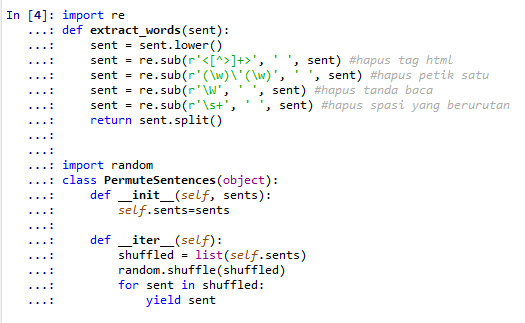 In [4]: import re
   ...: def extract_words(sent):
   ...:     sent = sent.lower()
   ...:     sent = re.sub(r'<[^>]+>', ' ', sent) #hapus tag html
   ...:     sent = re.sub(r'(\w)\'(\w)', ' ', sent) #hapus petik satu
   ...:     sent = re.sub(r'\W', ' ', sent) #hapus tanda baca
   ...:     sent = re.sub(r'\s+', ' ', sent) #hapus spasi yang berurutan
   ...:     return sent.split()
   ...:
   ...:
   ...: import random
   ...: class PermuteSentences(object):
   ...:     def __init__(self, sents):
   ...:         self.sents=sents
   ...:
   ...:     def __iter__(self):
   ...:         shuffled = list(self.sents)
   ...:         random.shuffle(shuffled)
   ...:         for sent in shuffled:
   ...:             yield sent